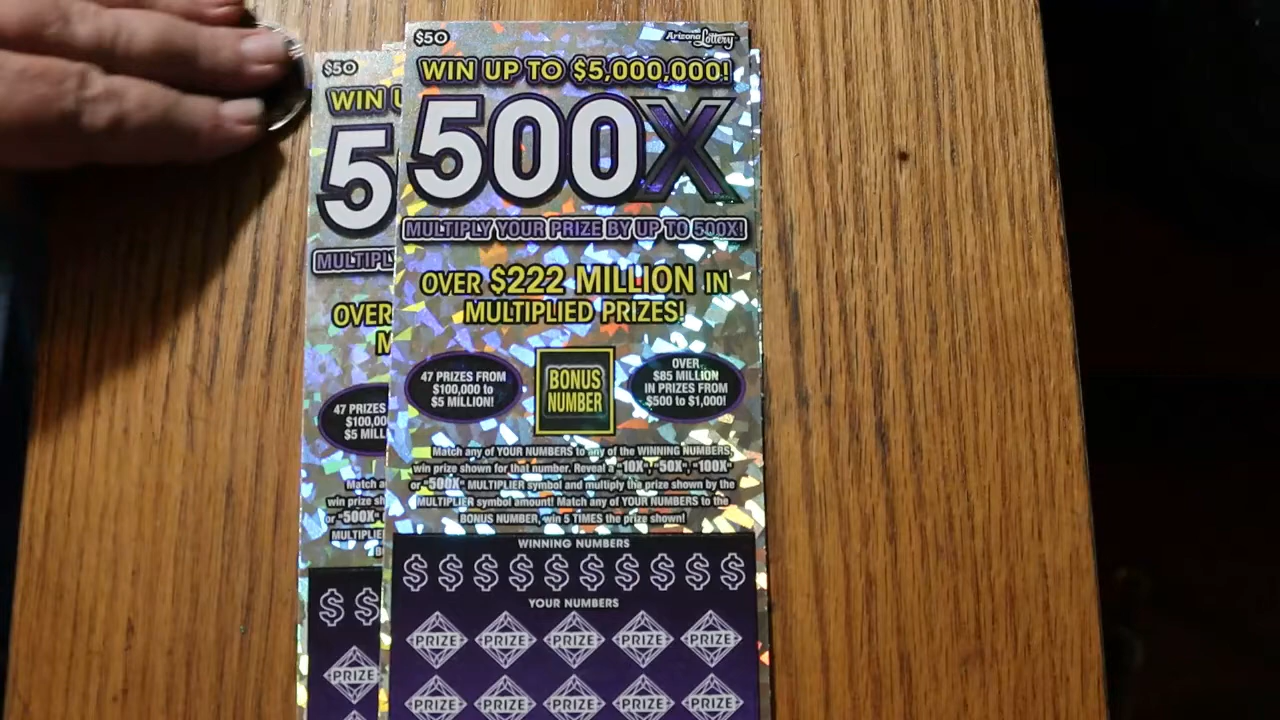 $50
Arizona Lottery
WIN UP TO $5,000,000!
500X
MULTIPLY YOUR PRIZE BY UP TO 500X!
OVER $222 MILLION IN
MULTIPLIED PRIZES!
47 PRIZES FROM
$100,000 to
$5 MILLION!
BONUS
NUMBER
OVER
$85 MILLION
IN PRIZES FROM
$500 to $1,000!
Match any of YOUR NUMBERS to any of the WINNING NUMBERS,
win prize shown for that number. Reveal a "10X", "50X", "100X"
or "500X" MULTIPLIER symbol and multiply the prize shown by the
MULTIPLIER symbol amount! Match any of YOUR NUMBERS to the
BONUS NUMBER, win 5 TIMES the prize shown!
WINNING NUMBERS
$ $ $ $ $ $ $ $ $ $
YOUR NUMBERS
PRIZE PRIZE PRIZE PRIZE PRIZE
PRIZE PRIZE PRIZE PRIZE PRIZE
$50
WIN U
5
MULTIPLY
OVER
M
47 PRIZES
$100,00
$5 MILL
Match a
win prize sh
or "500X"
MULTIPLIE
B
$ $
PRIZE